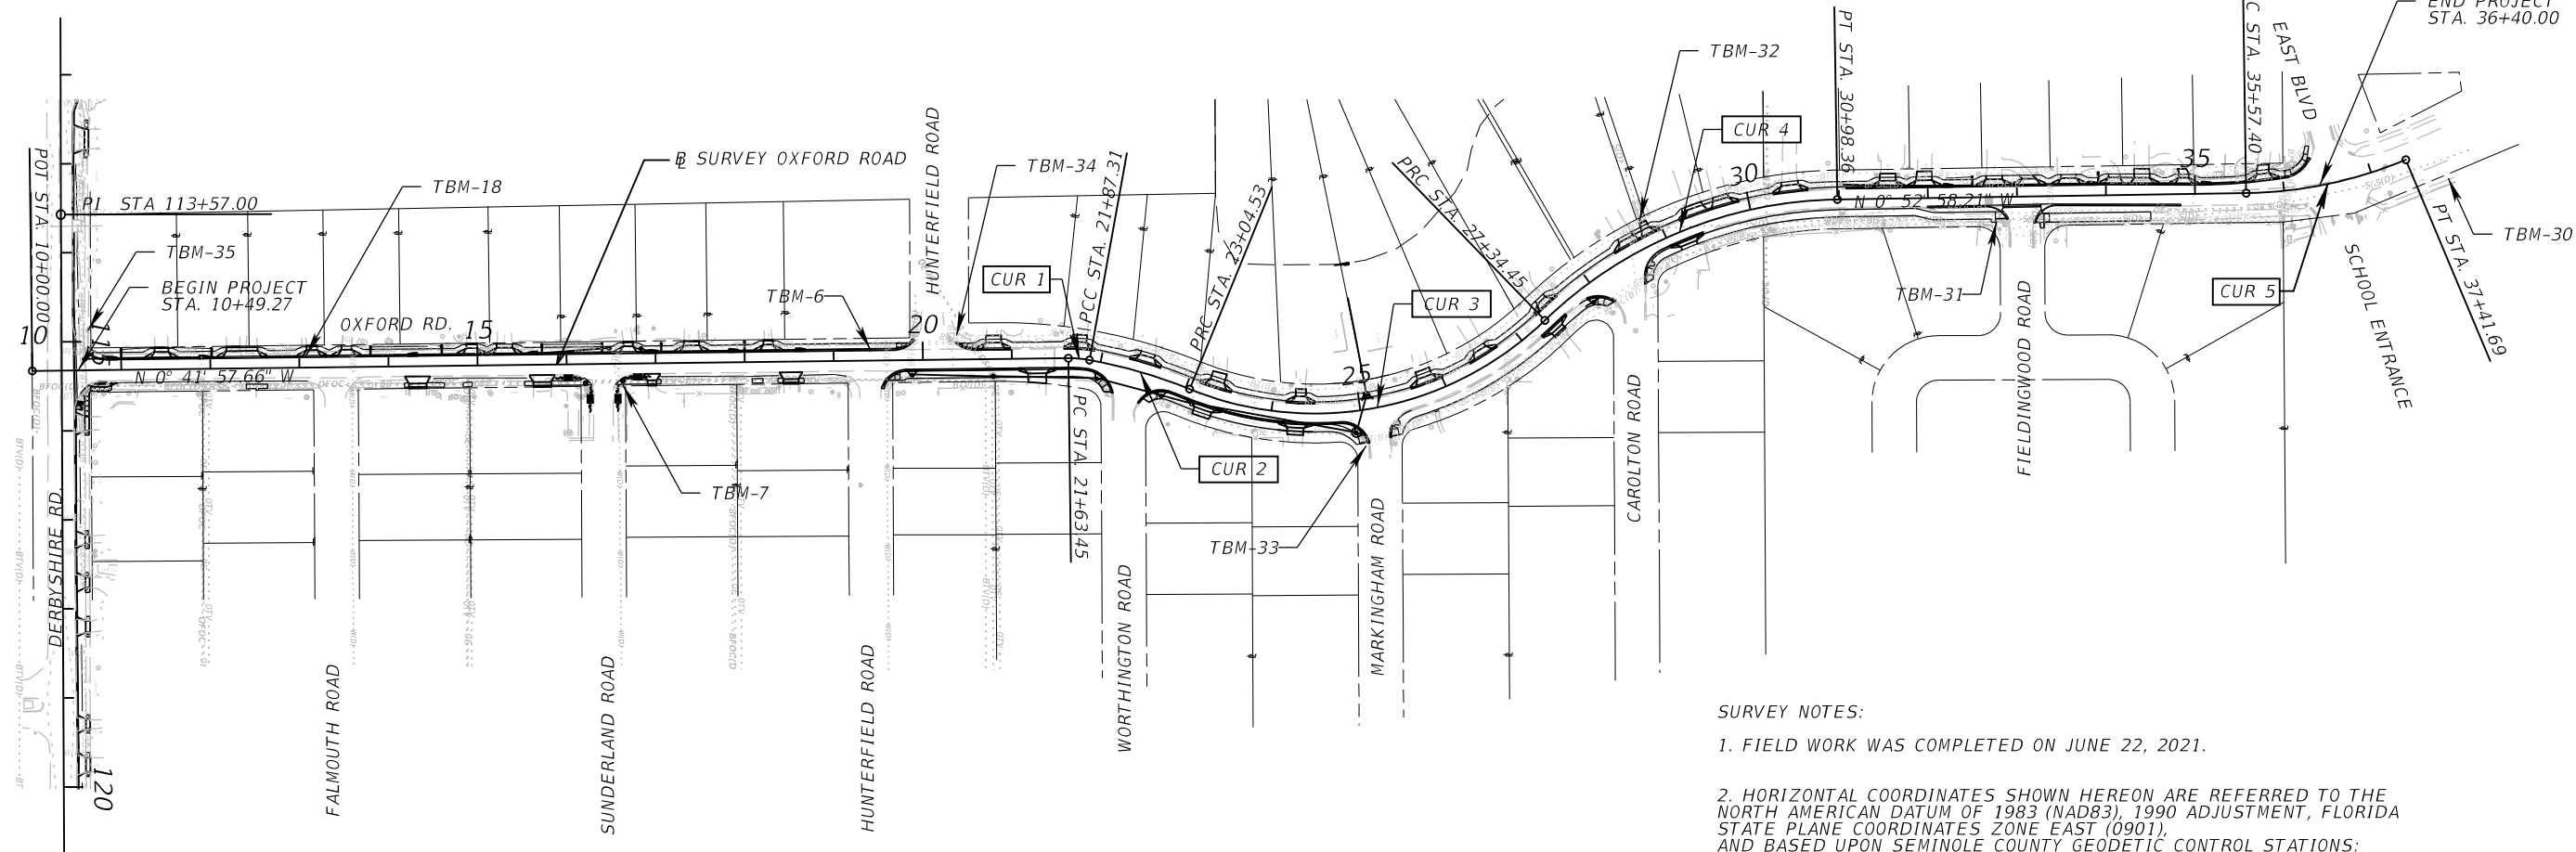 END PROJECT
STA. 36+40.00
C STA. 35+57.40
EAST BLVD
PT STA. 30+98.36
TBM-32
CUR 4
30
35
N 0° 52' 58.21" W
TBM-30
PT STA. 37+41.69
SCHOOL ENTRANCE
CUR 5
TBM-31
FIELDINGWOOD ROAD
PRC STA. 27+34.45
CUR 3
25
PRC STA. 23+04.53
PCC STA. 21+87.31
TBM-34
HUNTERFIELD ROAD
CUR 1
20
TBM-6
BL SURVEY OXFORD ROAD
TBM-18
PI STA 113+57.00
POT STA. 10+00.00
TBM-35
BEGIN PROJECT
STA. 10+49.27
OXFORD RD.
15
10
115
N 0° 41' 57.66" W
TBM-7
PC STA. 21+63.45
CUR 2
TBM-33
CAROLTON ROAD
MARKINGHAM ROAD
WORTHINGTON ROAD
HUNTERFIELD ROAD
SUNDERLAND ROAD
FALMOUTH ROAD
DERBYSHIRE RD.
120
SURVEY NOTES:
1. FIELD WORK WAS COMPLETED ON JUNE 22, 2021.
2. HORIZONTAL COORDINATES SHOWN HEREON ARE REFERRED TO THE
NORTH AMERICAN DATUM OF 1983 (NAD83), 1990 ADJUSTMENT, FLORIDA
STATE PLANE COORDINATES ZONE EAST (0901),
AND BASED UPON SEMINOLE COUNTY GEODETIC CONTROL STATIONS: